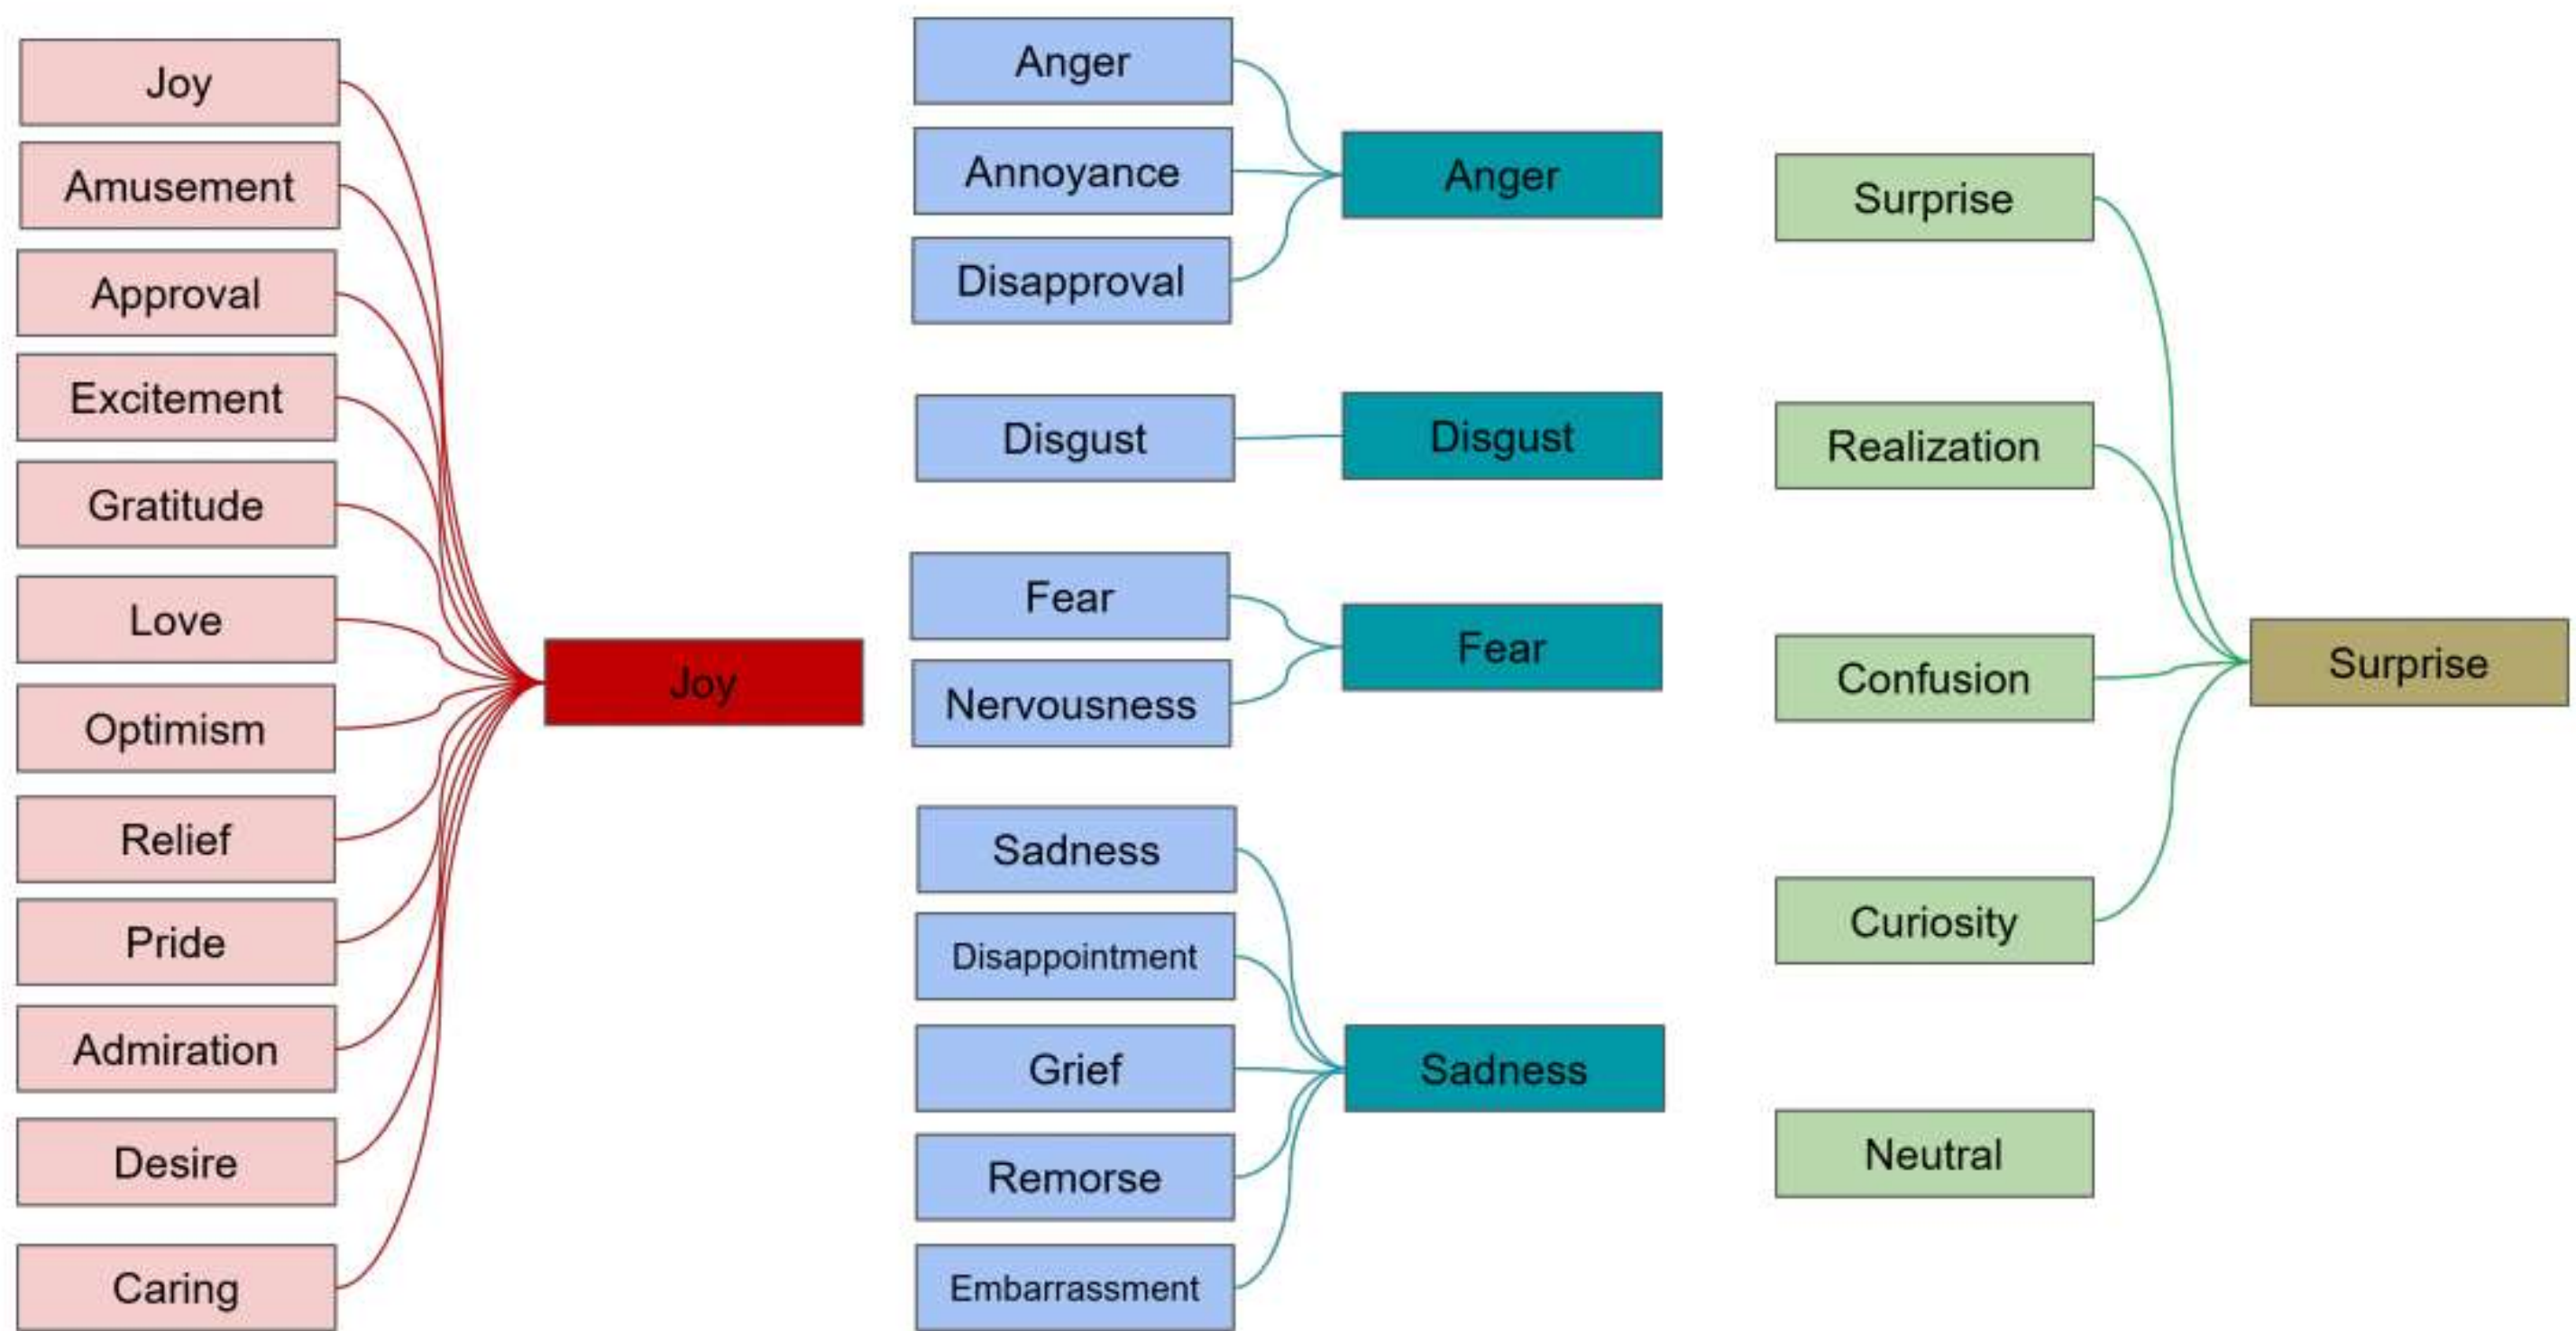 Joy
Amusement
Approval
Excitement
Gratitude
Love
Optimism
Relief
Pride
Admiration
Desire
Caring
Joy
Anger
Annoyance
Disapproval
Anger
Disgust
Disgust
Fear
Nervousness
Fear
Sadness
Disappointment
Grief
Remorse
Embarrassment
Sadness
Surprise
Realization
Confusion
Curiosity
Surprise
Neutral